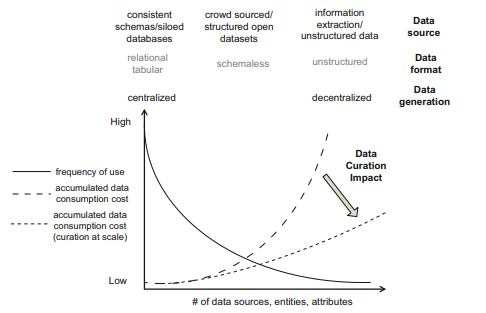 consistent schemas/siloed databases
crowd sourced/ structured open datasets
information extraction/ unstructured data
Data source
relational tabular
schemaless
unstructured
Data format
centralized
decentralized
Data generation
High
frequency of use
accumulated data consumption cost
accumulated data consumption cost (curation at scale)
Data Curation Impact
Low
# of data sources, entities, attributes